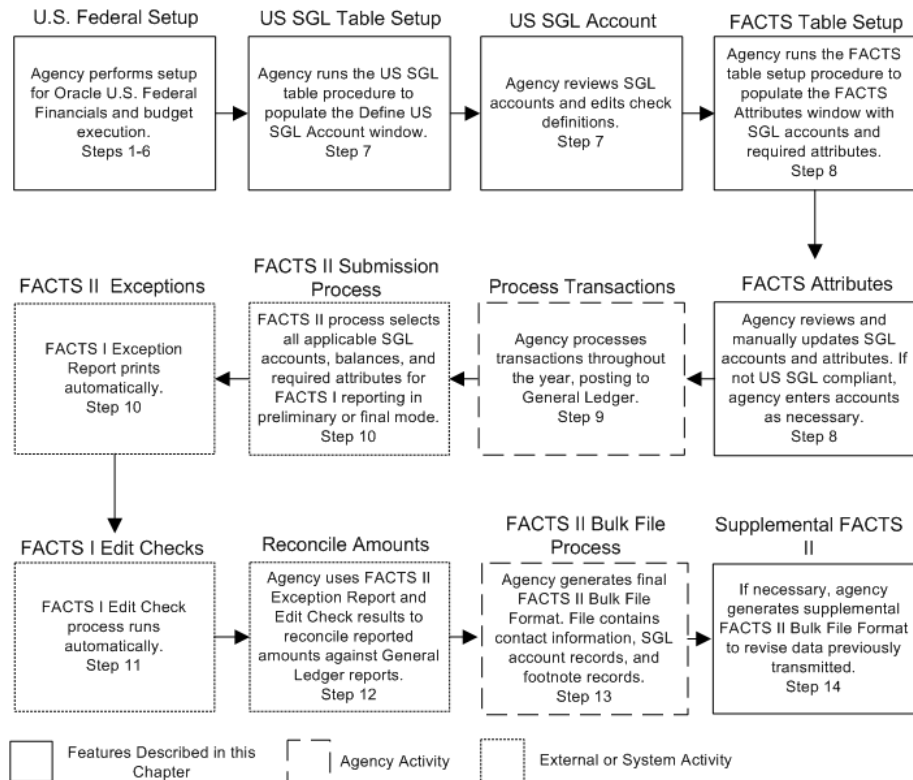 U.S. Federal Setup
Agency performs setup
for Oracle U.S. Federal
Financials and budget
execution.
Steps 1-6
US SGL Table Setup
Agency runs the US SGL
table procedure to
populate the Define US
SGL Account window.
Step 7
US SGL Account
Agency reviews SGL
accounts and edits check
definitions.
Step 7
FACTS Table Setup
Agency runs the FACTS
table setup procedure to
populate the FACTS
Attributes window with
SGL accounts and
required attributes.
Step 8
FACTS II Exceptions
FACTS I Exception
Report prints
automatically.
Step 10
FACTS II Submission
Process
FACTS II process selects
all applicable SGL
accounts, balances, and
required attributes for
FACTS I reporting in
preliminary or final mode.
Step 10
Process Transactions
Agency processes
transactions throughout
the year, posting to
General Ledger.
Step 9
FACTS Attributes
Agency reviews and
manually updates SGL
accounts and attributes. If
not US SGL compliant,
agency enters accounts
as necessary.
Step 8
FACTS I Edit Checks
FACTS I Edit Check
process runs
automatically.
Step 11
Reconcile Amounts
Agency uses FACTS II
Exception Report and
Edit Check results to
reconcile reported
amounts against General
Ledger reports.
Step 12
FACTS II Bulk File
Process
Agency generates final
FACTS II Bulk File
Format. File contains
contact information, SGL
account records, and
footnote records.
Step 13
Supplemental FACTS
II
If necessary, agency
generates supplemental
FACTS II Bulk File Format
to revise data previously
transmitted.
Step 14
Features Described in this
Chapter
Agency Activity
External or System Activity